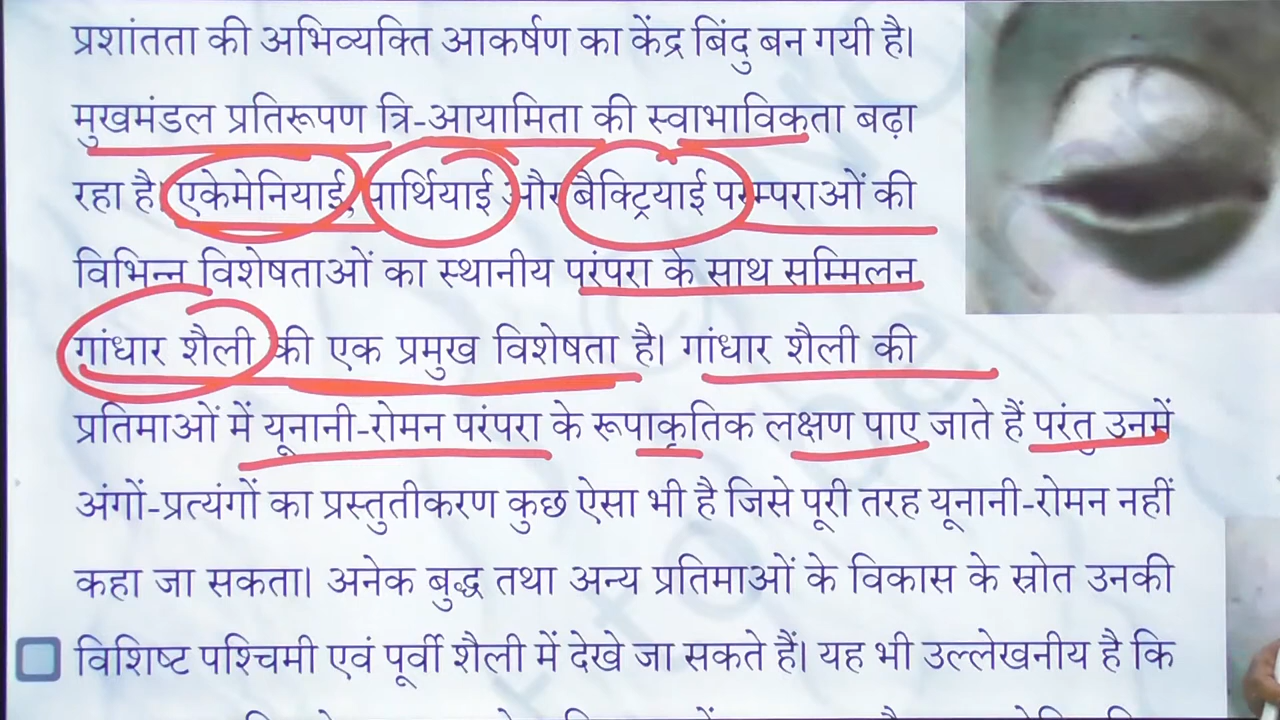 प्रशांतता की अभिव्यक्ति आकर्षण का केंद्र बिंदु बन गयी है।
मुखमंडल प्रतिरूपण त्रि-आयामिता की स्वाभाविकता बढ़ा
रहा है। एकेमेनियाई, पार्थियाई और बैक्ट्रियाई परम्पराओं की
विभिन्न विशेषताओं का स्थानीय परंपरा के साथ सम्मिलन
गांधार शैली की एक प्रमुख विशेषता है। गांधार शैली की
प्रतिमाओं में यूनानी-रोमन परंपरा के रूपाकृतिक लक्षण पाए जाते हैं परंतु उनमें
अंगों-प्रत्यंगों का प्रस्तुतीकरण कुछ ऐसा भी है जिसे पूरी तरह यूनानी-रोमन नहीं
कहा जा सकता। अनेक बुद्ध तथा अन्य प्रतिमाओं के विकास के स्रोत उनकी
विशिष्ट पश्चिमी एवं पूर्वी शैली में देखे जा सकते हैं। यह भी उल्लेखनीय है कि